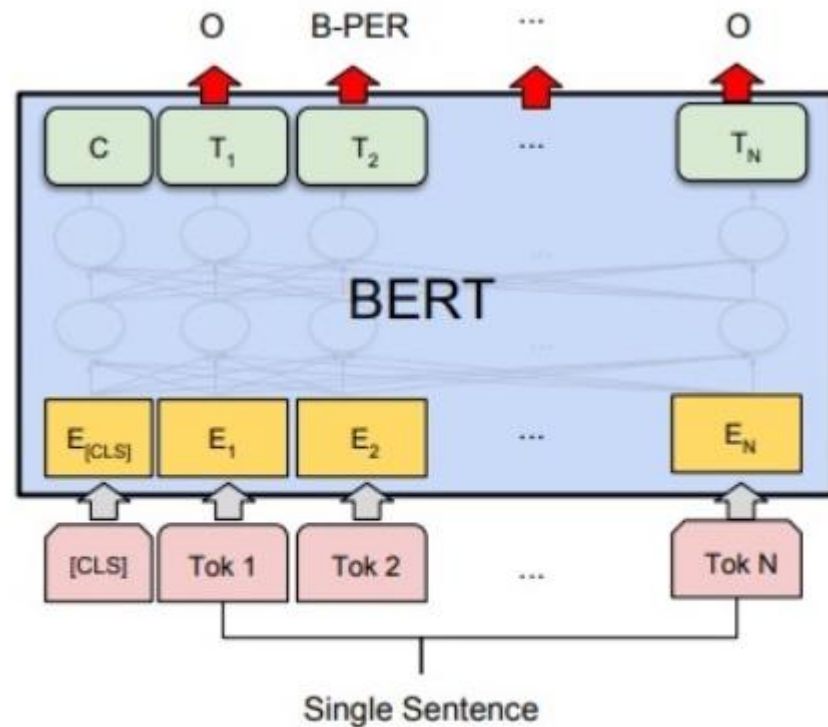 O B-PER ... O
C T1 T2 ... TN
...
BERT
...
E[CLS] E1 E2 ... EN
[CLS] Tok 1 Tok 2 ... Tok N
Single Sentence